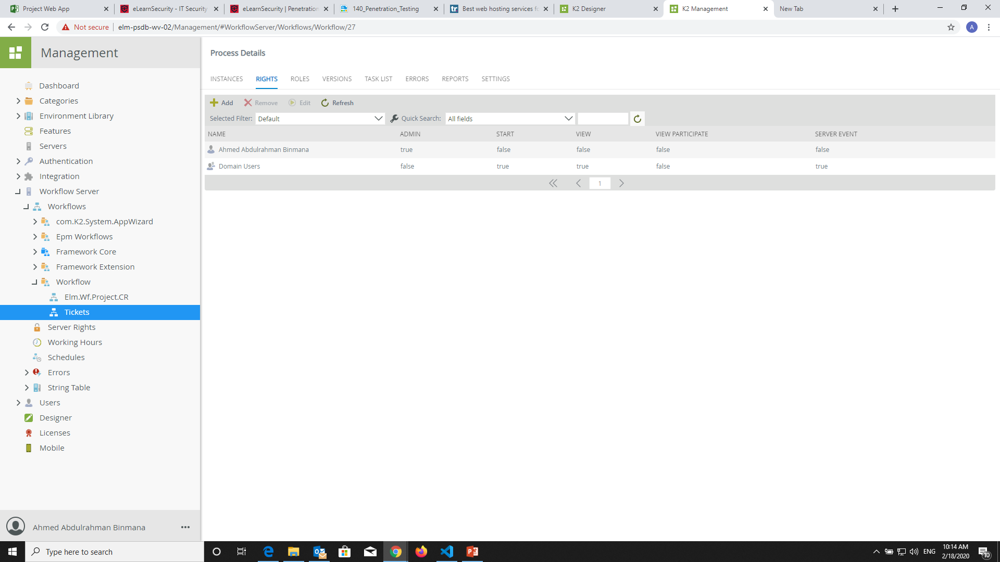 Project Web App
eLearnSecurity - IT Security
eLearnSecurity | Penetration
140_Penetration_Testing
Best web hosting services fo
K2 Designer
K2 Management
New Tab
Not secure
elm-psdb-wv-02/Management/#WorkflowServer/Workflows/Workflow/27
A
Management
Dashboard
Categories
Environment Library
Features
Servers
Authentication
Integration
Workflow Server
Workflows
com.K2.System.AppWizard
Epm Workflows
Framework Core
Framework Extension
Workflow
Elm.Wf.Project.CR
Tickets
Server Rights
Working Hours
Schedules
Errors
String Table
Users
Designer
Licenses
Mobile
Ahmed Abdulrahman Binmana
Process Details
INSTANCES RIGHTS ROLES VERSIONS TASK LIST ERRORS REPORTS SETTINGS
Add Remove Edit Refresh
Selected Filter: Default Quick Search: All fields
NAME ADMIN START VIEW VIEW PARTICIPATE SERVER EVENT
Ahmed Abdulrahman Binmana true false false false false
Domain Users false true true false true
1
Type here to search
ENG
10:14 AM
2/18/2020
10